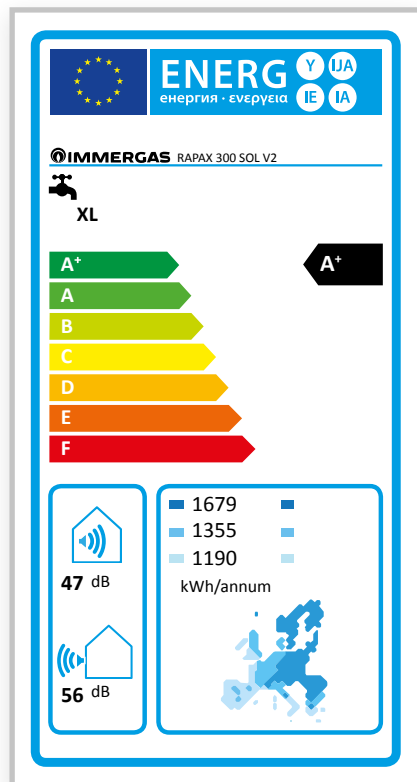 ENERG Y IJA
енергия · ενεργεια IE IA
IMMERGAS RAPAX 300 SOL V2
XL
A+ A+
A
B
C
D
E
F
1679
1355
1190
kWh/annum
47 dB
56 dB